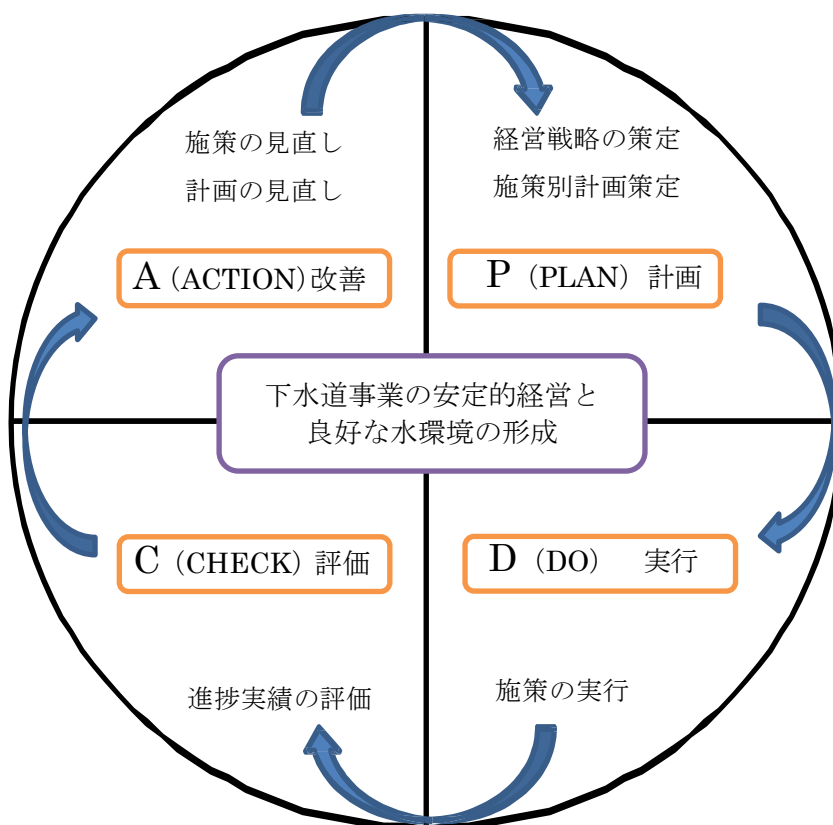 施策の見直し
計画の見直し
A (ACTION)改善
経営戦略の策定
施策別計画策定
P (PLAN) 計画
下水道事業の安定的経営と
良好な水環境の形成
C (CHECK) 評価
進捗実績の評価
D (DO) 実行
施策の実行